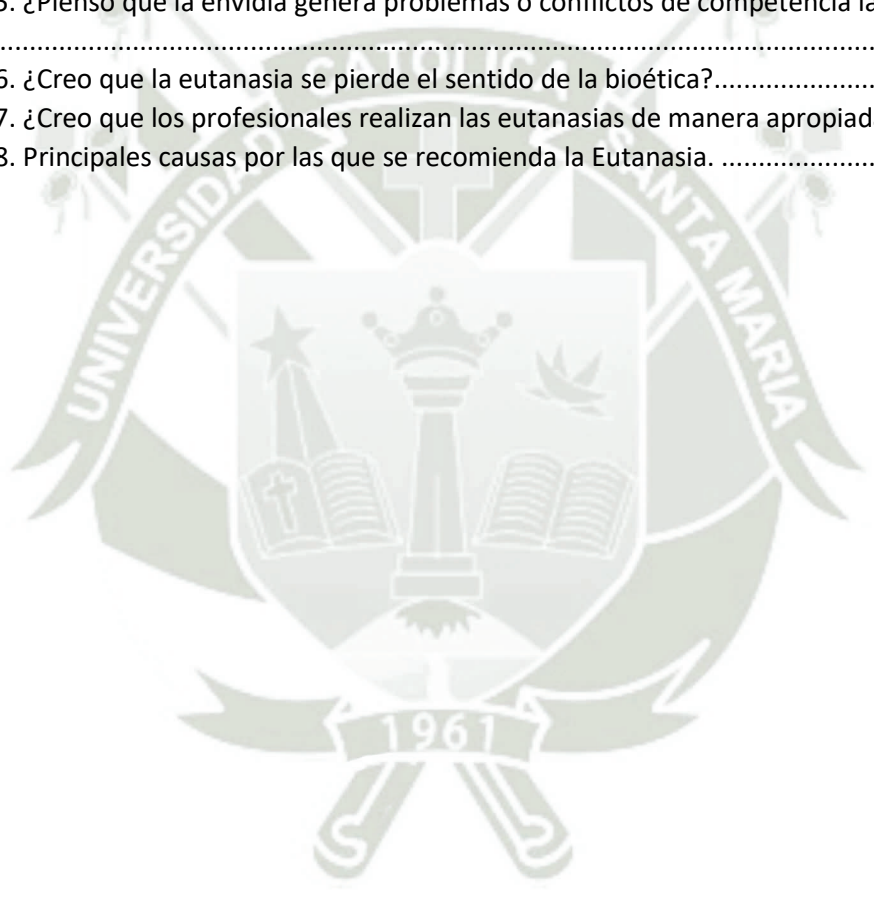 5. ¿Pienso que la envidia genera problemas o conflictos de competencia la
....................................................................................................................
6. ¿Creo que la eutanasia se pierde el sentido de la bioética?......................
7. ¿Creo que los profesionales realizan las eutanasias de manera apropiad
8. Principales causas por las que se recomienda la Eutanasia. .....................
UNIVERSIDAD CATOLICA SANTA MARIA
1961